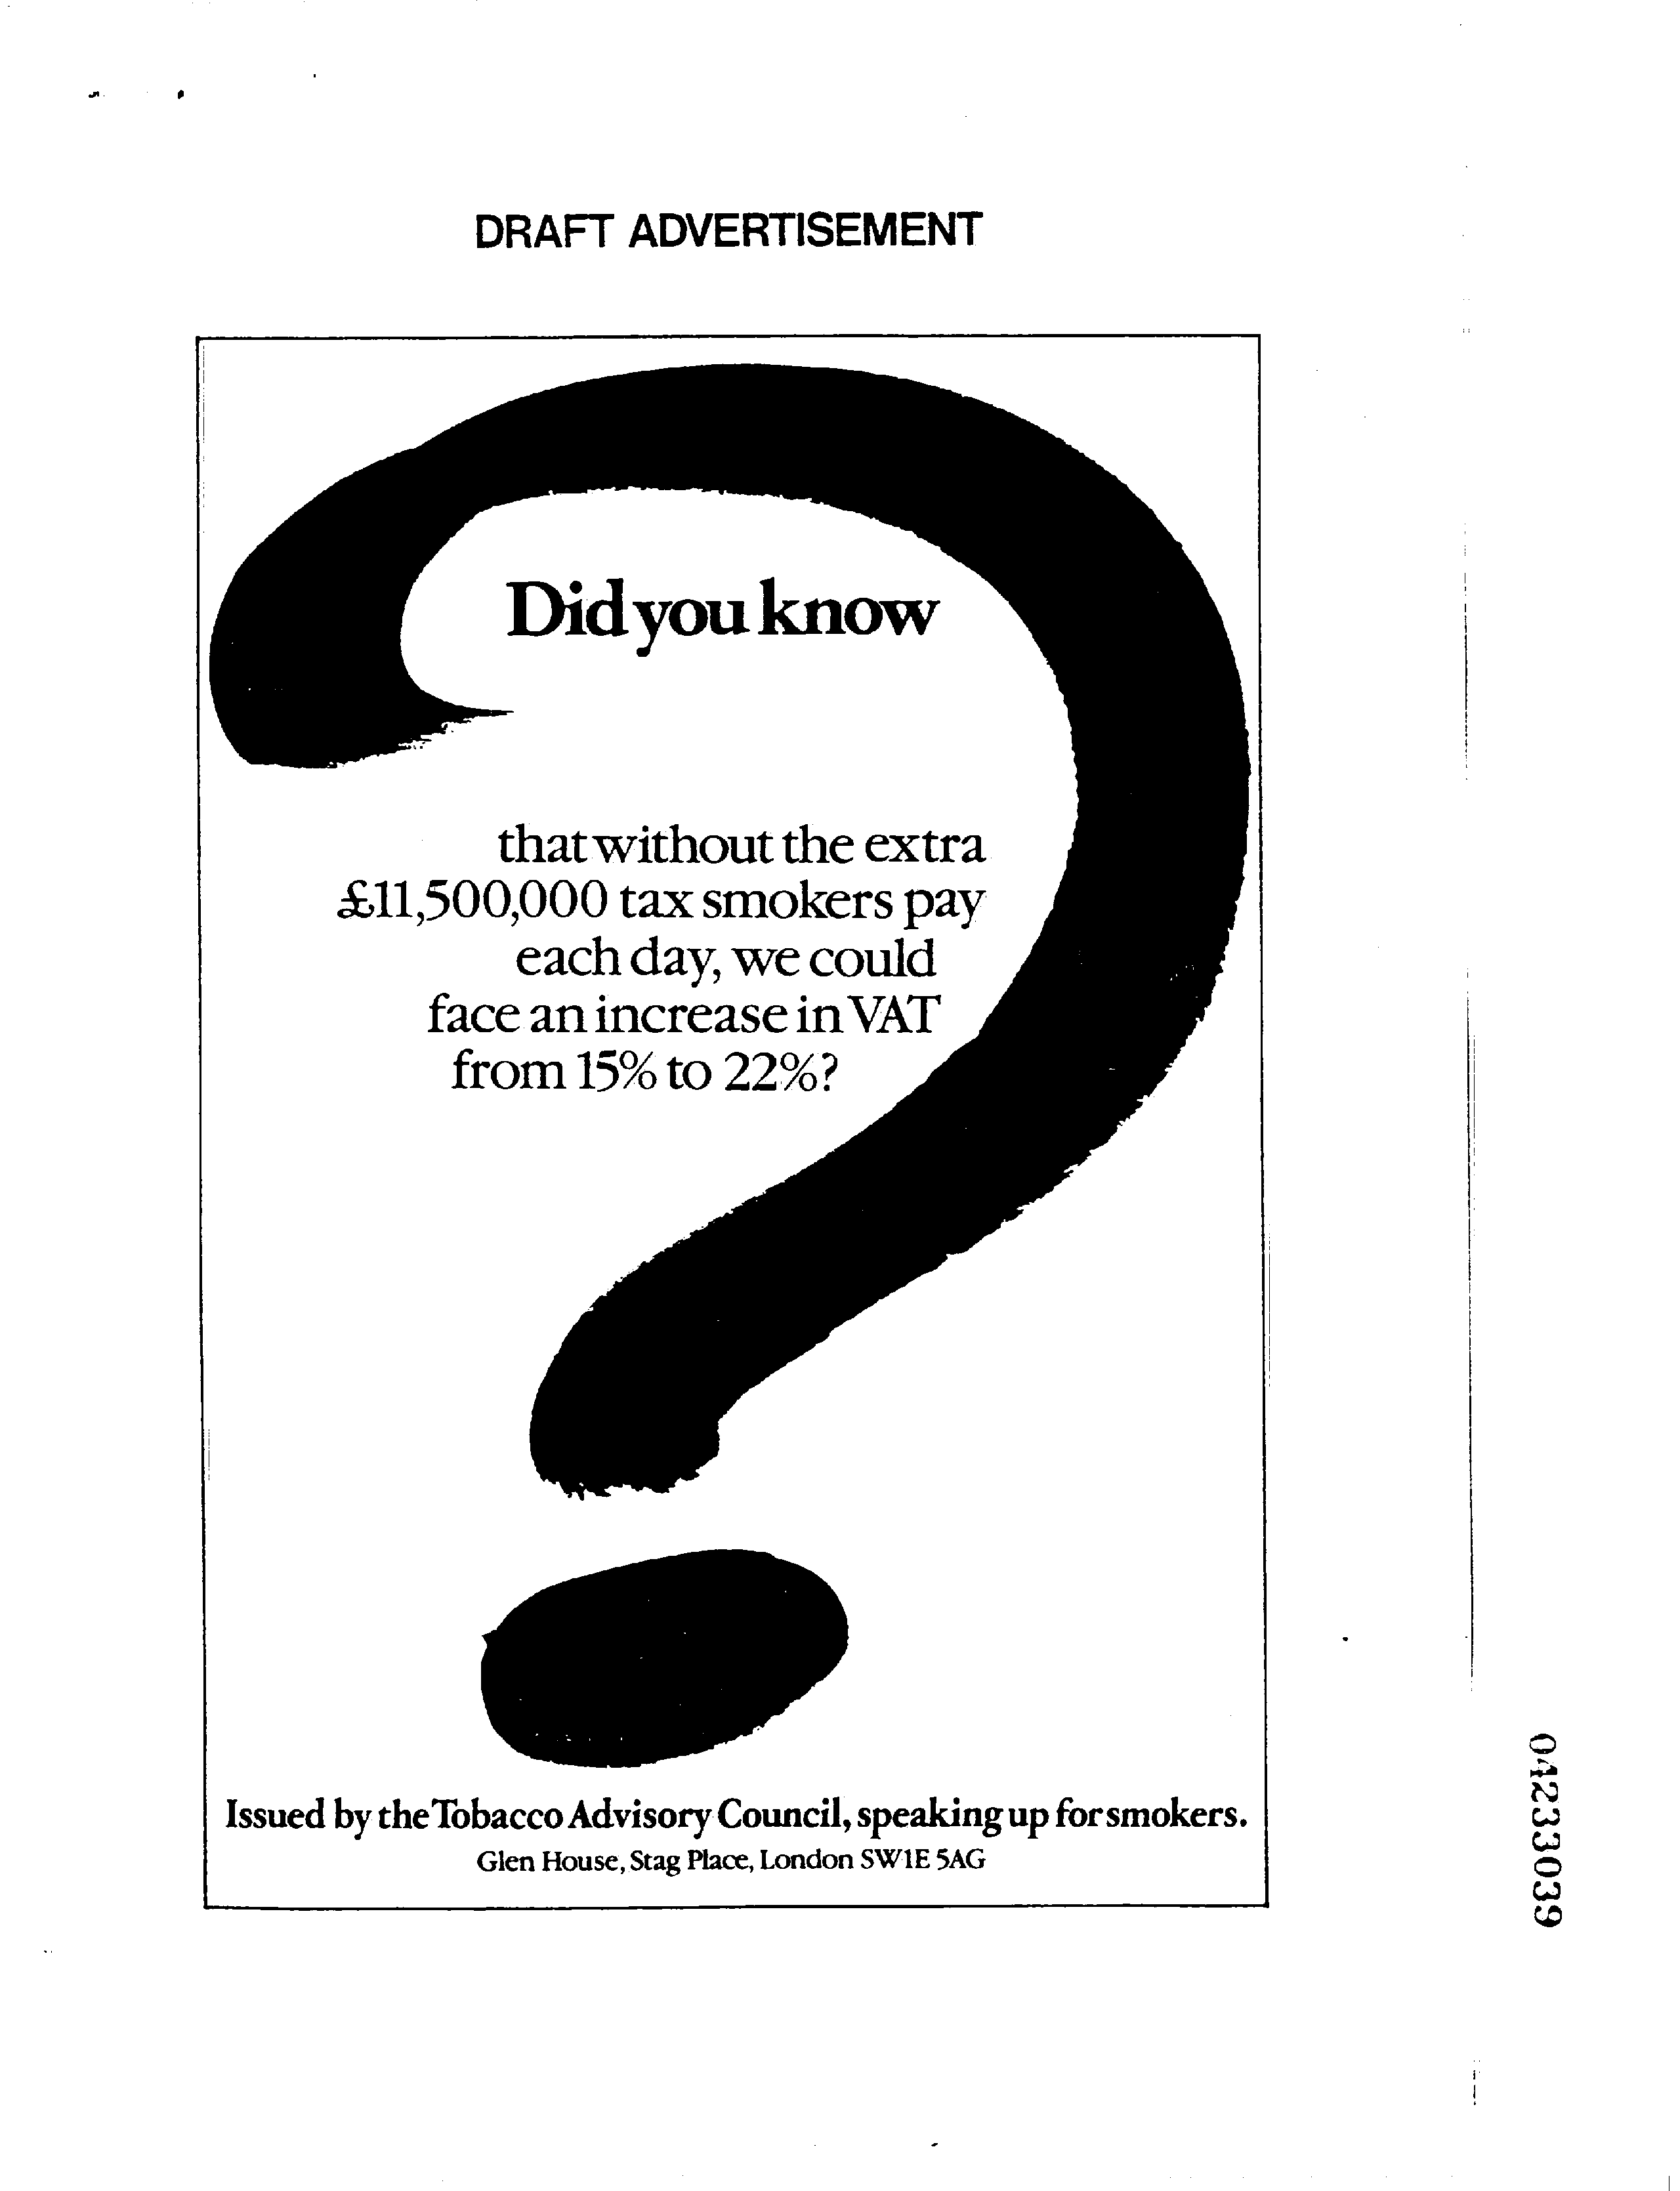 DRAFT ADVERTISEMENT
Did you know
that without the extra
£11,500,000 tax smokers pay
each day, we could
face an increase in VAT
from 15% to 22%?
Issued by the Tobacco Advisory Council, speaking up for smokers.
Glen House, Stag Place, London SW1E 5AG
04233039